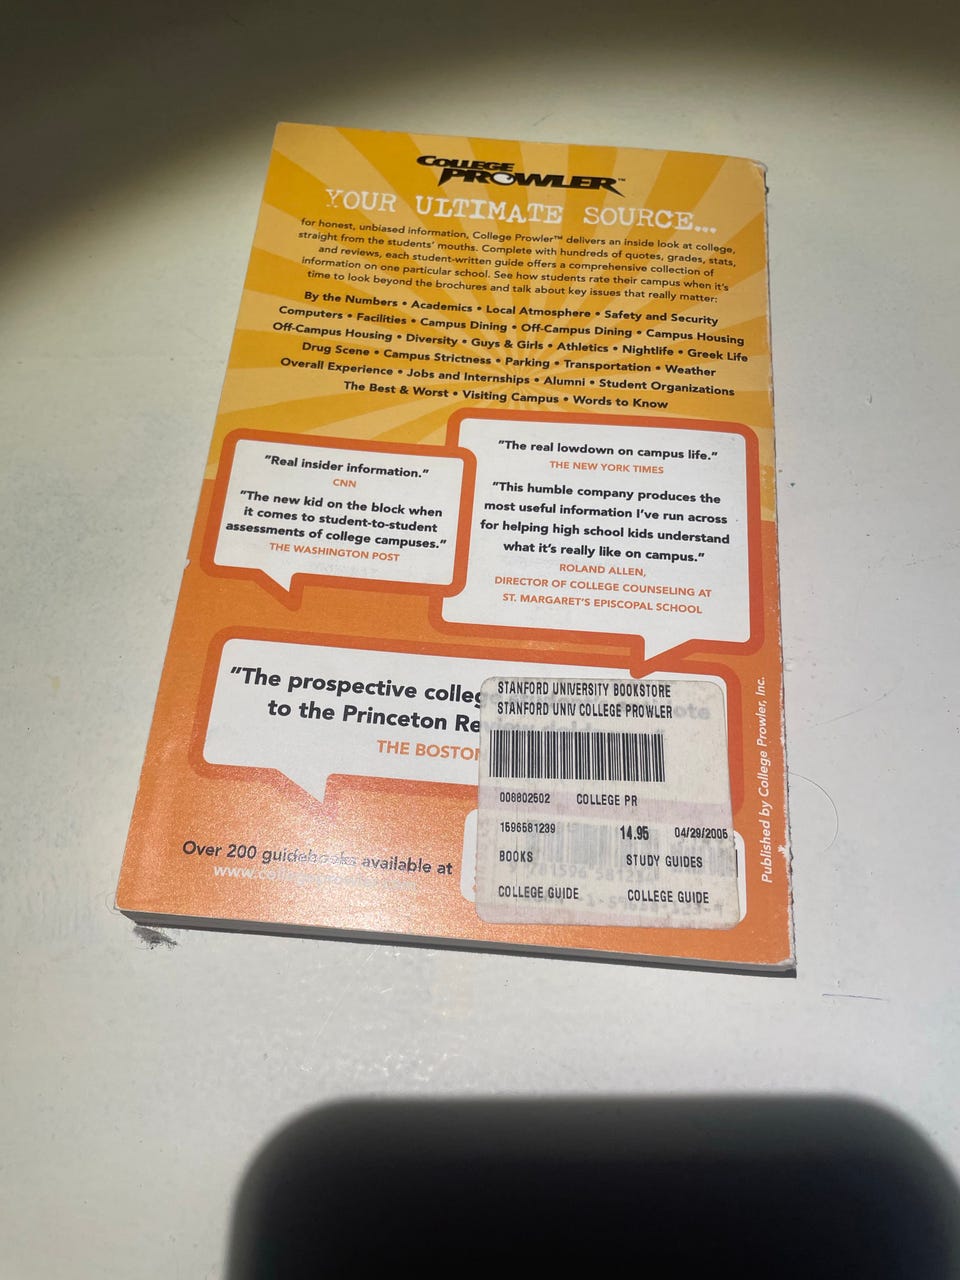 COLLEGE
PROWLER™
YOUR ULTIMATE SOURCE...
for honest, unbiased information, College Prowler™ delivers an inside look at college,
straight from the students' mouths. Complete with hundreds of quotes, grades, stats,
and reviews, each student-written guide offers a comprehensive collection of
information on one particular school. See how students rate their campus when it's
time to look beyond the brochures and talk about key issues that really matter:
By the Numbers • Academics • Local Atmosphere • Safety and Security
Computers • Facilities • Campus Dining • Off-Campus Dining • Campus Housing
Off-Campus Housing • Diversity • Guys & Girls • Athletics • Nightlife • Greek Life
Drug Scene • Campus Strictness • Parking • Transportation • Weather
Overall Experience • Jobs and Internships • Alumni • Student Organizations
The Best & Worst • Visiting Campus • Words to Know
"Real insider information."
CNN
"The new kid on the block when
it comes to student-to-student
assessments of college campuses."
THE WASHINGTON POST
"The real lowdown on campus life."
THE NEW YORK TIMES
"This humble company produces the
most useful information I've run across
for helping high school kids understand
what it's really like on campus."
ROLAND ALLEN,
DIRECTOR OF COLLEGE COUNSELING AT
ST. MARGARET'S EPISCOPAL SCHOOL
"The prospective colleg
to the Princeton Re
THE BOSTON
STANFORD UNIVERSITY BOOKSTORE
STANFORD UNIV COLLEGE PROWLER
008802502 COLLEGE PR
1596581239 14.95 04/29/2005
BOOKS STUDY GUIDES
COLLEGE GUIDE COLLEGE GUIDE
Over 200 guidebooks available at
Published by College Prowler, Inc.